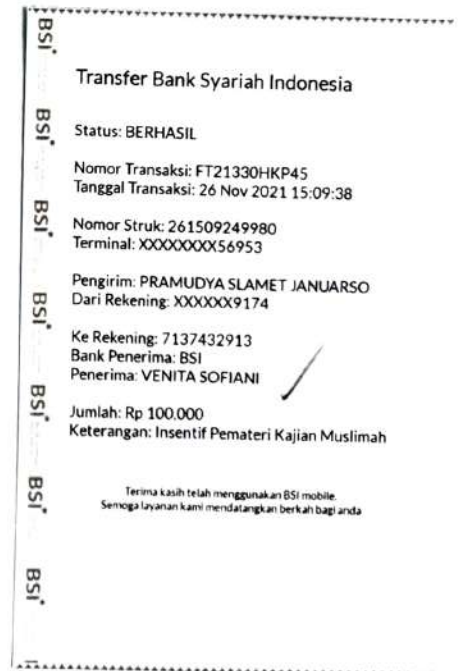 Transfer Bank Syariah Indonesia
Status: BERHASIL
Nomor Transaksi: FT21330HKP45
Tanggal Transaksi: 26 Nov 2021 15:09:38
Nomor Struk: 261509249980
Terminal: XXXXXXXX56953
Pengirim: PRAMUDYA SLAMET JANUARSO
Dari Rekening: XXXXXX9174
Ke Rekening: 7137432913
Bank Penerima: BSI
Penerima: VENITA SOFIANI
Jumlah: Rp 100.000
Keterangan: Insentif Pemateri Kajian Muslimah
Terima kasih telah menggunakan BSI mobile.
Semoga layanan kami mendatangkan berkah bagi anda
BSI
BSI
BSI
BSI
BSI
BSI
BSI